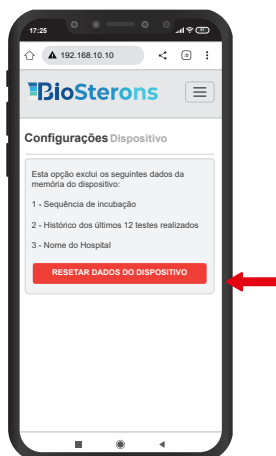 17:25
192.168.10.10
BioSterons
Configurações Dispositivo
Esta opção exclui os seguintes dados da
memória do dispositivo:
1 - Sequência de incubação
2 - Histórico dos últimos 12 testes realizados
3 - Nome do Hospital
RESETAR DADOS DO DISPOSITIVO